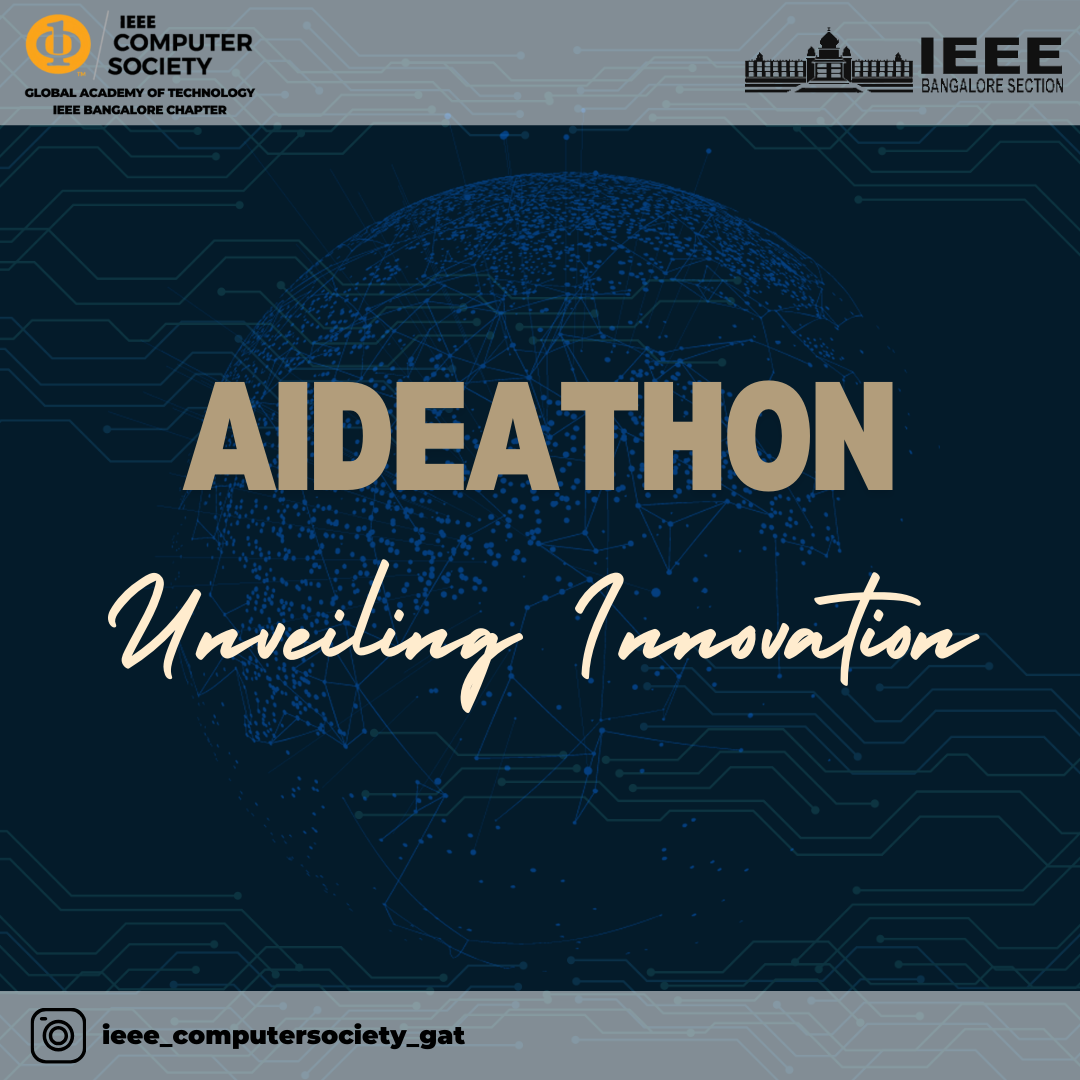 IEEE
COMPUTER
SOCIETY
GLOBAL ACADEMY OF TECHNOLOGY
IEEE BANGALORE CHAPTER
IEEE
BANGALORE SECTION
AIDEATHON
Unveiling Innovation
ieee_computersociety_gat